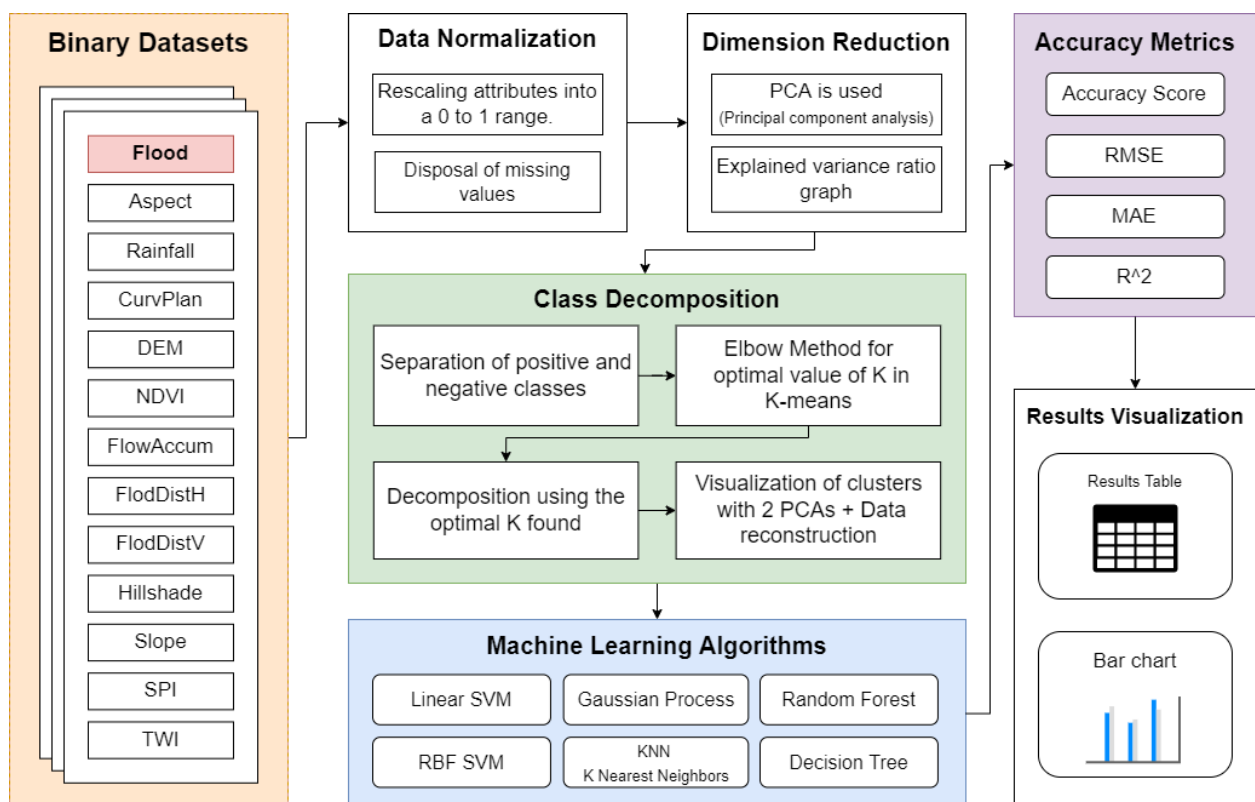 Binary Datasets
Flood
Aspect
Rainfall
CurvPlan
DEM
NDVI
FlowAccum
FlodDistH
FlodDistV
Hillshade
Slope
SPI
TWI
Data Normalization
Rescaling attributes into
a 0 to 1 range.
Disposal of missing
values
Dimension Reduction
PCA is used
(Principal component analysis)
Explained variance ratio
graph
Class Decomposition
Separation of positive and
negative classes
Elbow Method for
optimal value of K in
K-means
Decomposition using the
optimal K found
Visualization of clusters
with 2 PCAs + Data
reconstruction
Machine Learning Algorithms
Linear SVM
Gaussian Process
Random Forest
RBF SVM
KNN
K Nearest Neighbors
Decision Tree
Accuracy Metrics
Accuracy Score
RMSE
MAE
R^2
Results Visualization
Results Table
Bar chart